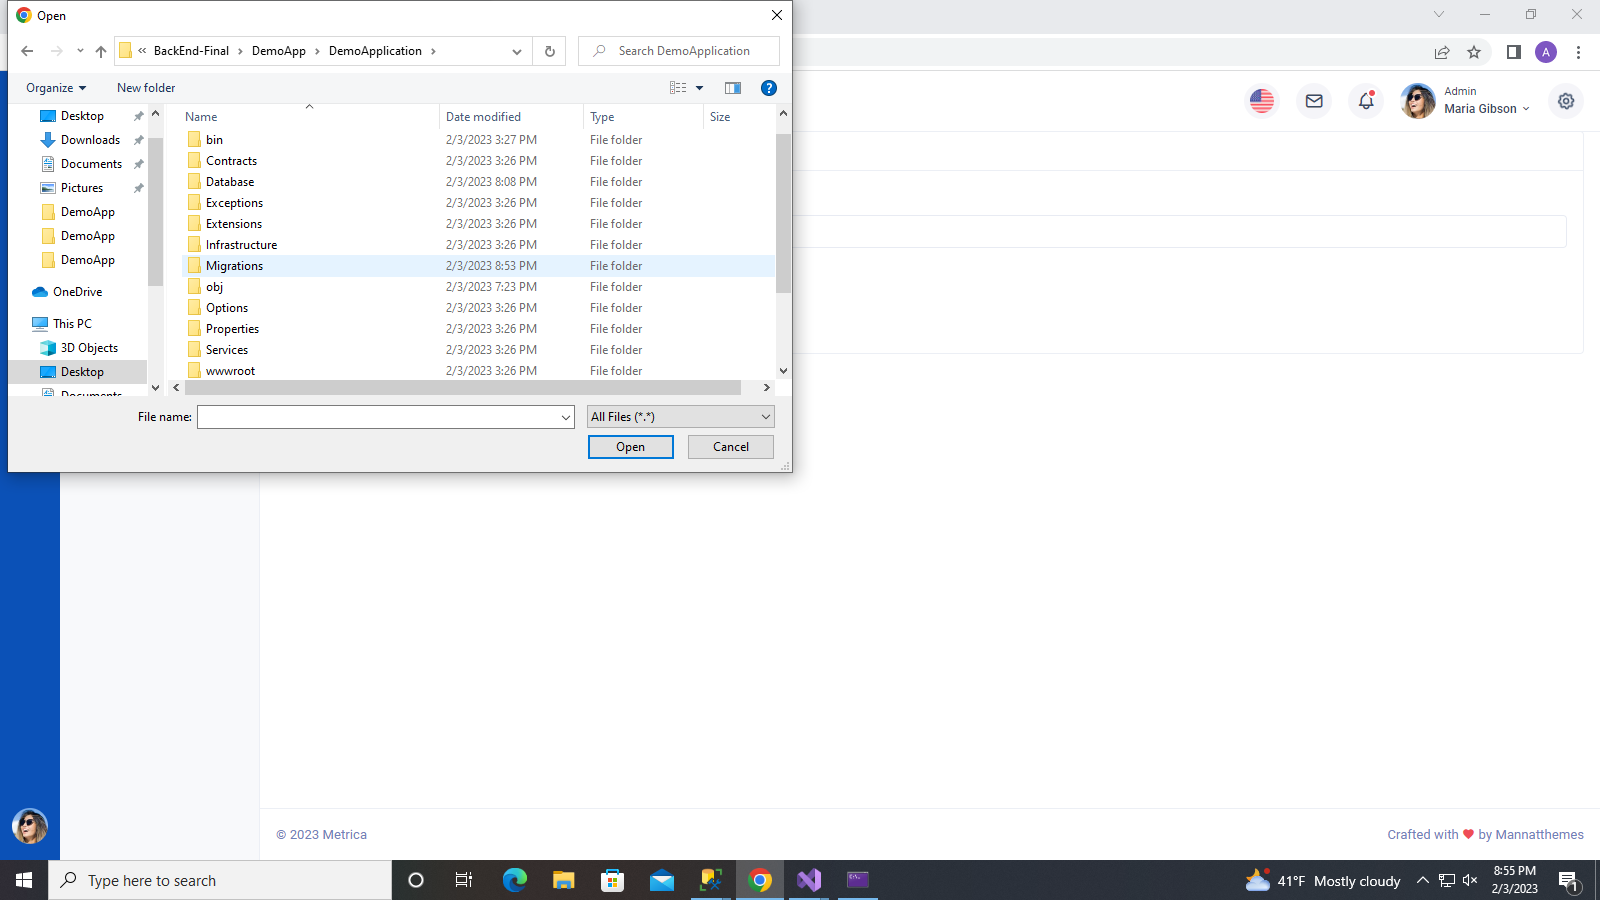 Open
« BackEnd-Final > DemoApp > DemoApplication >
Search DemoApplication
A
Organize
New folder
?
Admin
Maria Gibson
Desktop
Downloads
Documents
Pictures
DemoApp
DemoApp
DemoApp
OneDrive
This PC
3D Objects
Desktop
Documents
Name Date modified Type Size
bin 2/3/2023 3:27 PM File folder
Contracts 2/3/2023 3:26 PM File folder
Database 2/3/2023 8:08 PM File folder
Exceptions 2/3/2023 3:26 PM File folder
Extensions 2/3/2023 3:26 PM File folder
Infrastructure 2/3/2023 3:26 PM File folder
Migrations 2/3/2023 8:53 PM File folder
obj 2/3/2023 7:23 PM File folder
Options 2/3/2023 3:26 PM File folder
Properties 2/3/2023 3:26 PM File folder
Services 2/3/2023 3:26 PM File folder
wwwroot 2/3/2023 3:26 PM File folder
File name:
All Files (*.*)
Open
Cancel
© 2023 Metrica
Crafted with ♥ by Mannatthemes
Type here to search
41°F Mostly cloudy
8:55 PM
2/3/2023
1